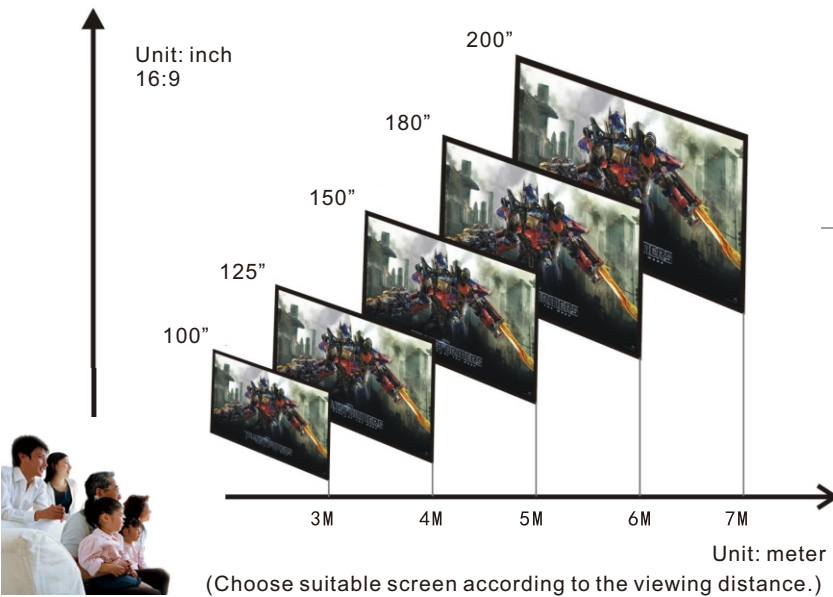 200”
Unit: inch
16:9
180”
150”
125”
100”
3M 4M 5M 6M 7M
Unit: meter
(Choose suitable screen according to the viewing distance.)